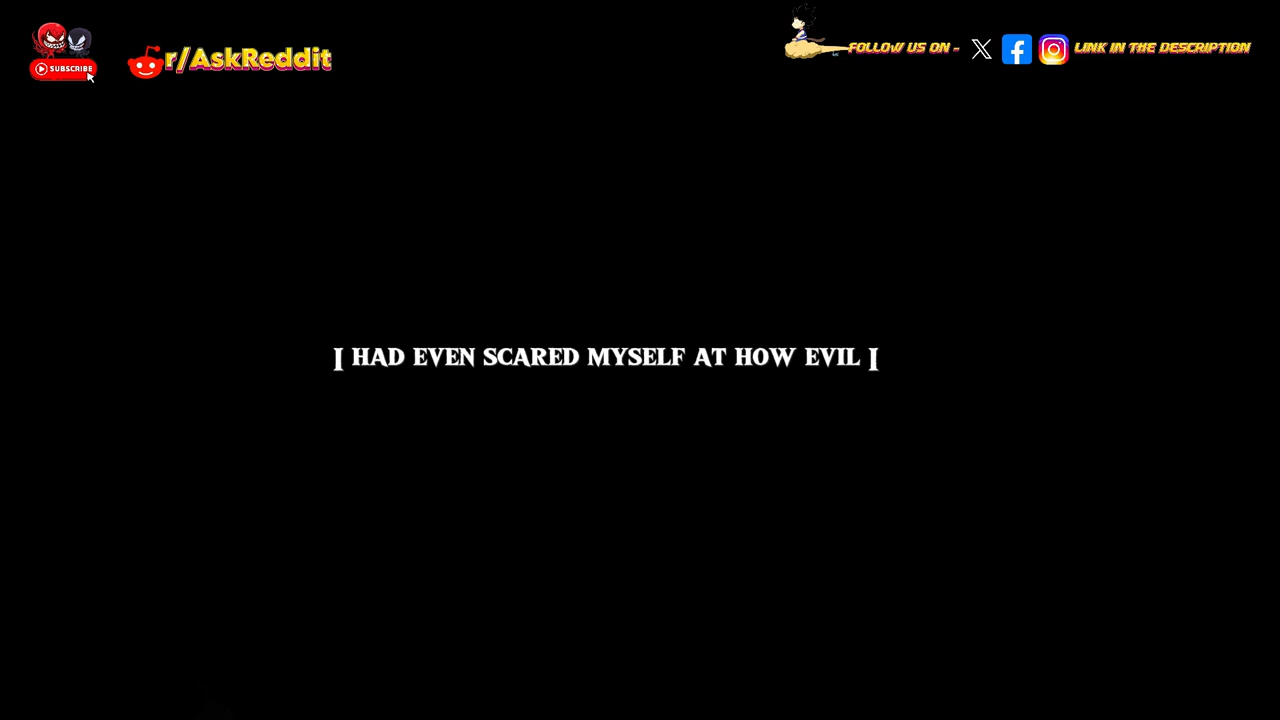 SUBSCRIBE
r/AskReddit
FOLLOW US ON -
LINK IN THE DESCRIPTION
I HAD EVEN SCARED MYSELF AT HOW EVIL I